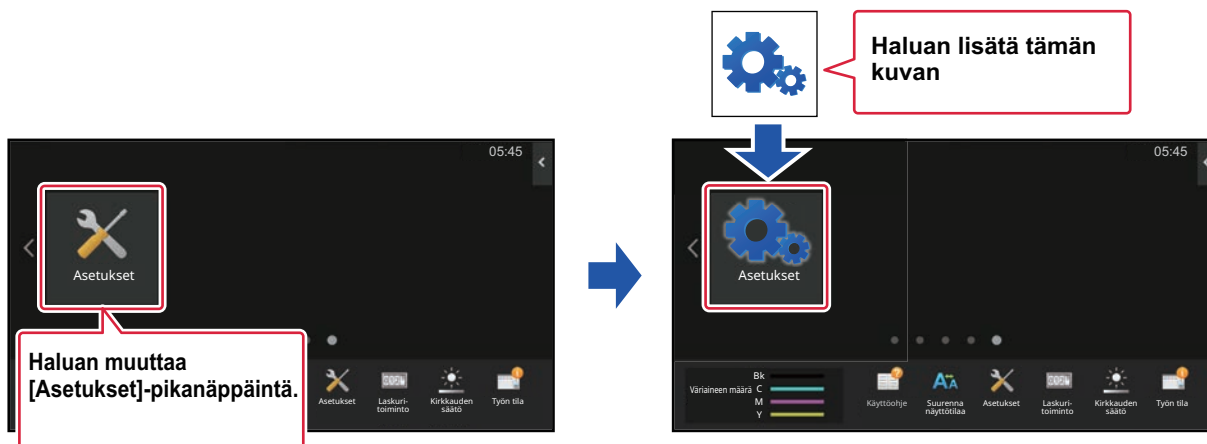 Haluan lisätä tämän
kuvan
05:45
Asetukset
Haluan muuttaa
[Asetukset]-pikanäppäintä.
Asetukset
Laskuri-
toiminto
Kirkkauden
säätö
Työn tila
05:45
Asetukset
Väriaineen määrä
Bk
C
M
Y
Käyttöohje
Suurenna
näyttötilaa
Asetukset
Laskuri-
toiminto
Kirkkauden
säätö
Työn tila